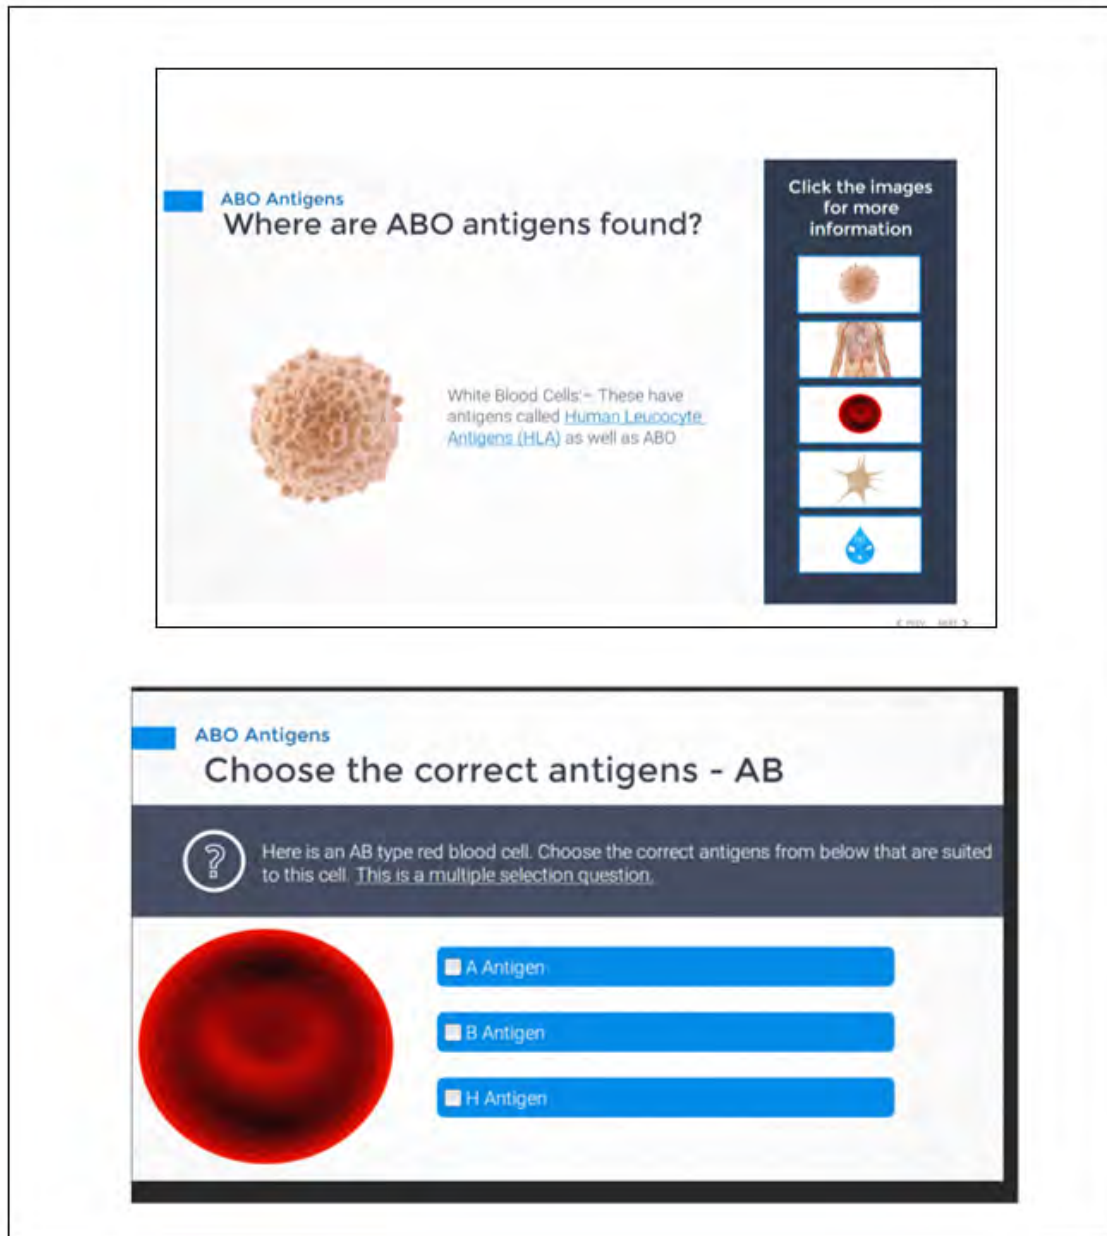 ABO Antigens
Where are ABO antigens found?
Click the images
for more
information
White Blood Cells – These have
antigens called Human Leucocyte
Antigens (HLA) as well as ABO
PREV NEXT
ABO Antigens
Choose the correct antigens - AB
Here is an AB type red blood cell. Choose the correct antigens from below that are suited
to this cell. This is a multiple selection question.
A Antigen
B Antigen
H Antigen